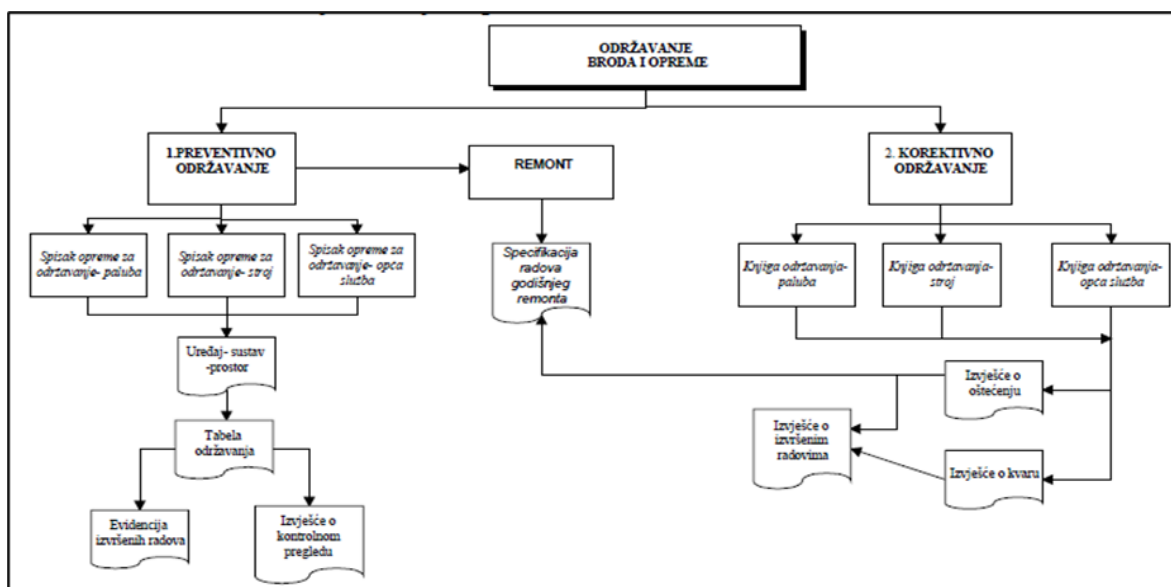 ODRŽAVANJE
BRODA I OPREME
1.PREVENTIVNO
ODRŽAVANJE
REMONT
2. KOREKTIVNO
ODRŽAVANJE
Spisak opreme za
održavanje- paluba
Spisak opreme za
održavanje- stroj
Spisak opreme za
održavanje- opća
služba
Specifikacija
radova
godišnjeg
remonta
Knjiga održavanja-
paluba
Knjiga održavanja-
stroj
Knjiga održavanja-
opca služba
Uređaj- sustav
-prostor
Izvješće o
oštećenju
Tabela
održavanja
Izvješće o
izvršenim
radovima
Izvješće o kvaru
Evidencija
izvršenih radova
Izvješće o
kontrolnom
pregledu